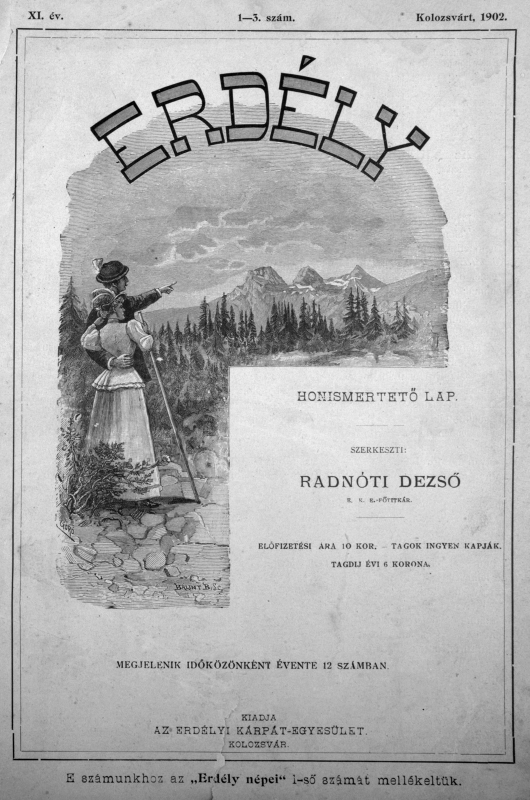 XI. év.
1—3. szám.
Kolozsvárt, 1902.
ERDÉLY
HONISMERTETŐ LAP.
SZERKESZTI:
RADNÓTI DEZSŐ
E. K. E.-FŐTITKÁR.
ELŐFIZETÉSI ÁRA 10 KOR. – TAGOK INGYEN KAPJÁK.
TAGDIJ ÉVI 6 KORONA.
MEGJELENIK IDŐKÖZÖNKÉNT ÉVENTE 12 SZÁMBAN.
KIADJA
AZ ERDÉLYI KÁRPÁT-EGYESÜLET.
KOLOZSVÁR.
E számunkhoz az „Erdély népei“ 1-ső számát mellékeltük.